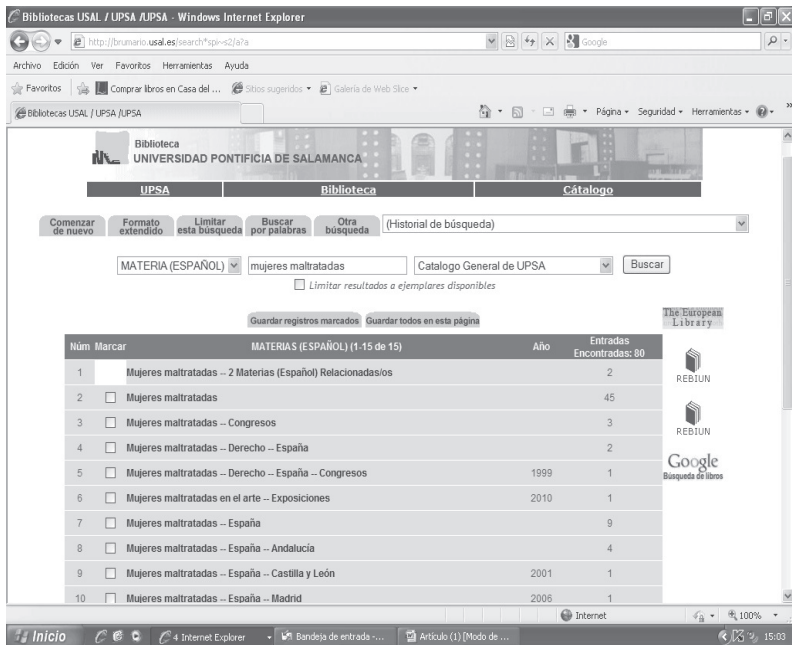 Bibliotecas USAL / UPSA /UPSA - Windows Internet Explorer
http://brumario.usal.es/search*spi~s2/a?a
Google
Archivo Edición Ver Favoritos Herramientas Ayuda
Favoritos Comprar libros en Casa del ... Sitios sugeridos Galería de Web Slice
Bibliotecas USAL / UPSA /UPSA Página Seguridad Herramientas
Biblioteca
UNIVERSIDAD PONTIFICIA DE SALAMANCA
UPSA Biblioteca Cátalogo
Comenzar de nuevo Formato extendido Limitar esta búsqueda Buscar por palabras Otra búsqueda (Historial de búsqueda)
MATERIA (ESPAÑOL) mujeres maltratadas Catalogo General de UPSA Buscar
Limitar resultados a ejemplares disponibles
Guardar registros marcados Guardar todos en esta página
The European Library
Núm Marcar MATERIAS (ESPAÑOL) (1-15 de 15) Año Entradas Encontradas: 80
1 Mujeres maltratadas -- 2 Materias (Español) Relacionadas/os 2
REBIUN
2 Mujeres maltratadas 45
3 Mujeres maltratadas -- Congresos 3
REBIUN
4 Mujeres maltratadas -- Derecho -- España 2
Google
Búsqueda de libros
5 Mujeres maltratadas -- Derecho -- España -- Congresos 1999 1
6 Mujeres maltratadas en el arte -- Exposiciones 2010 1
7 Mujeres maltratadas -- España 9
8 Mujeres maltratadas -- España -- Andalucía 4
9 Mujeres maltratadas -- España -- Castilla y León 2001 1
10 Mujeres maltratadas -- España -- Madrid 2006 1
Internet 100%
Inicio 4 Internet Explorer Bandeja de entrada -... Artículo (1) [Modo de ... 15:03